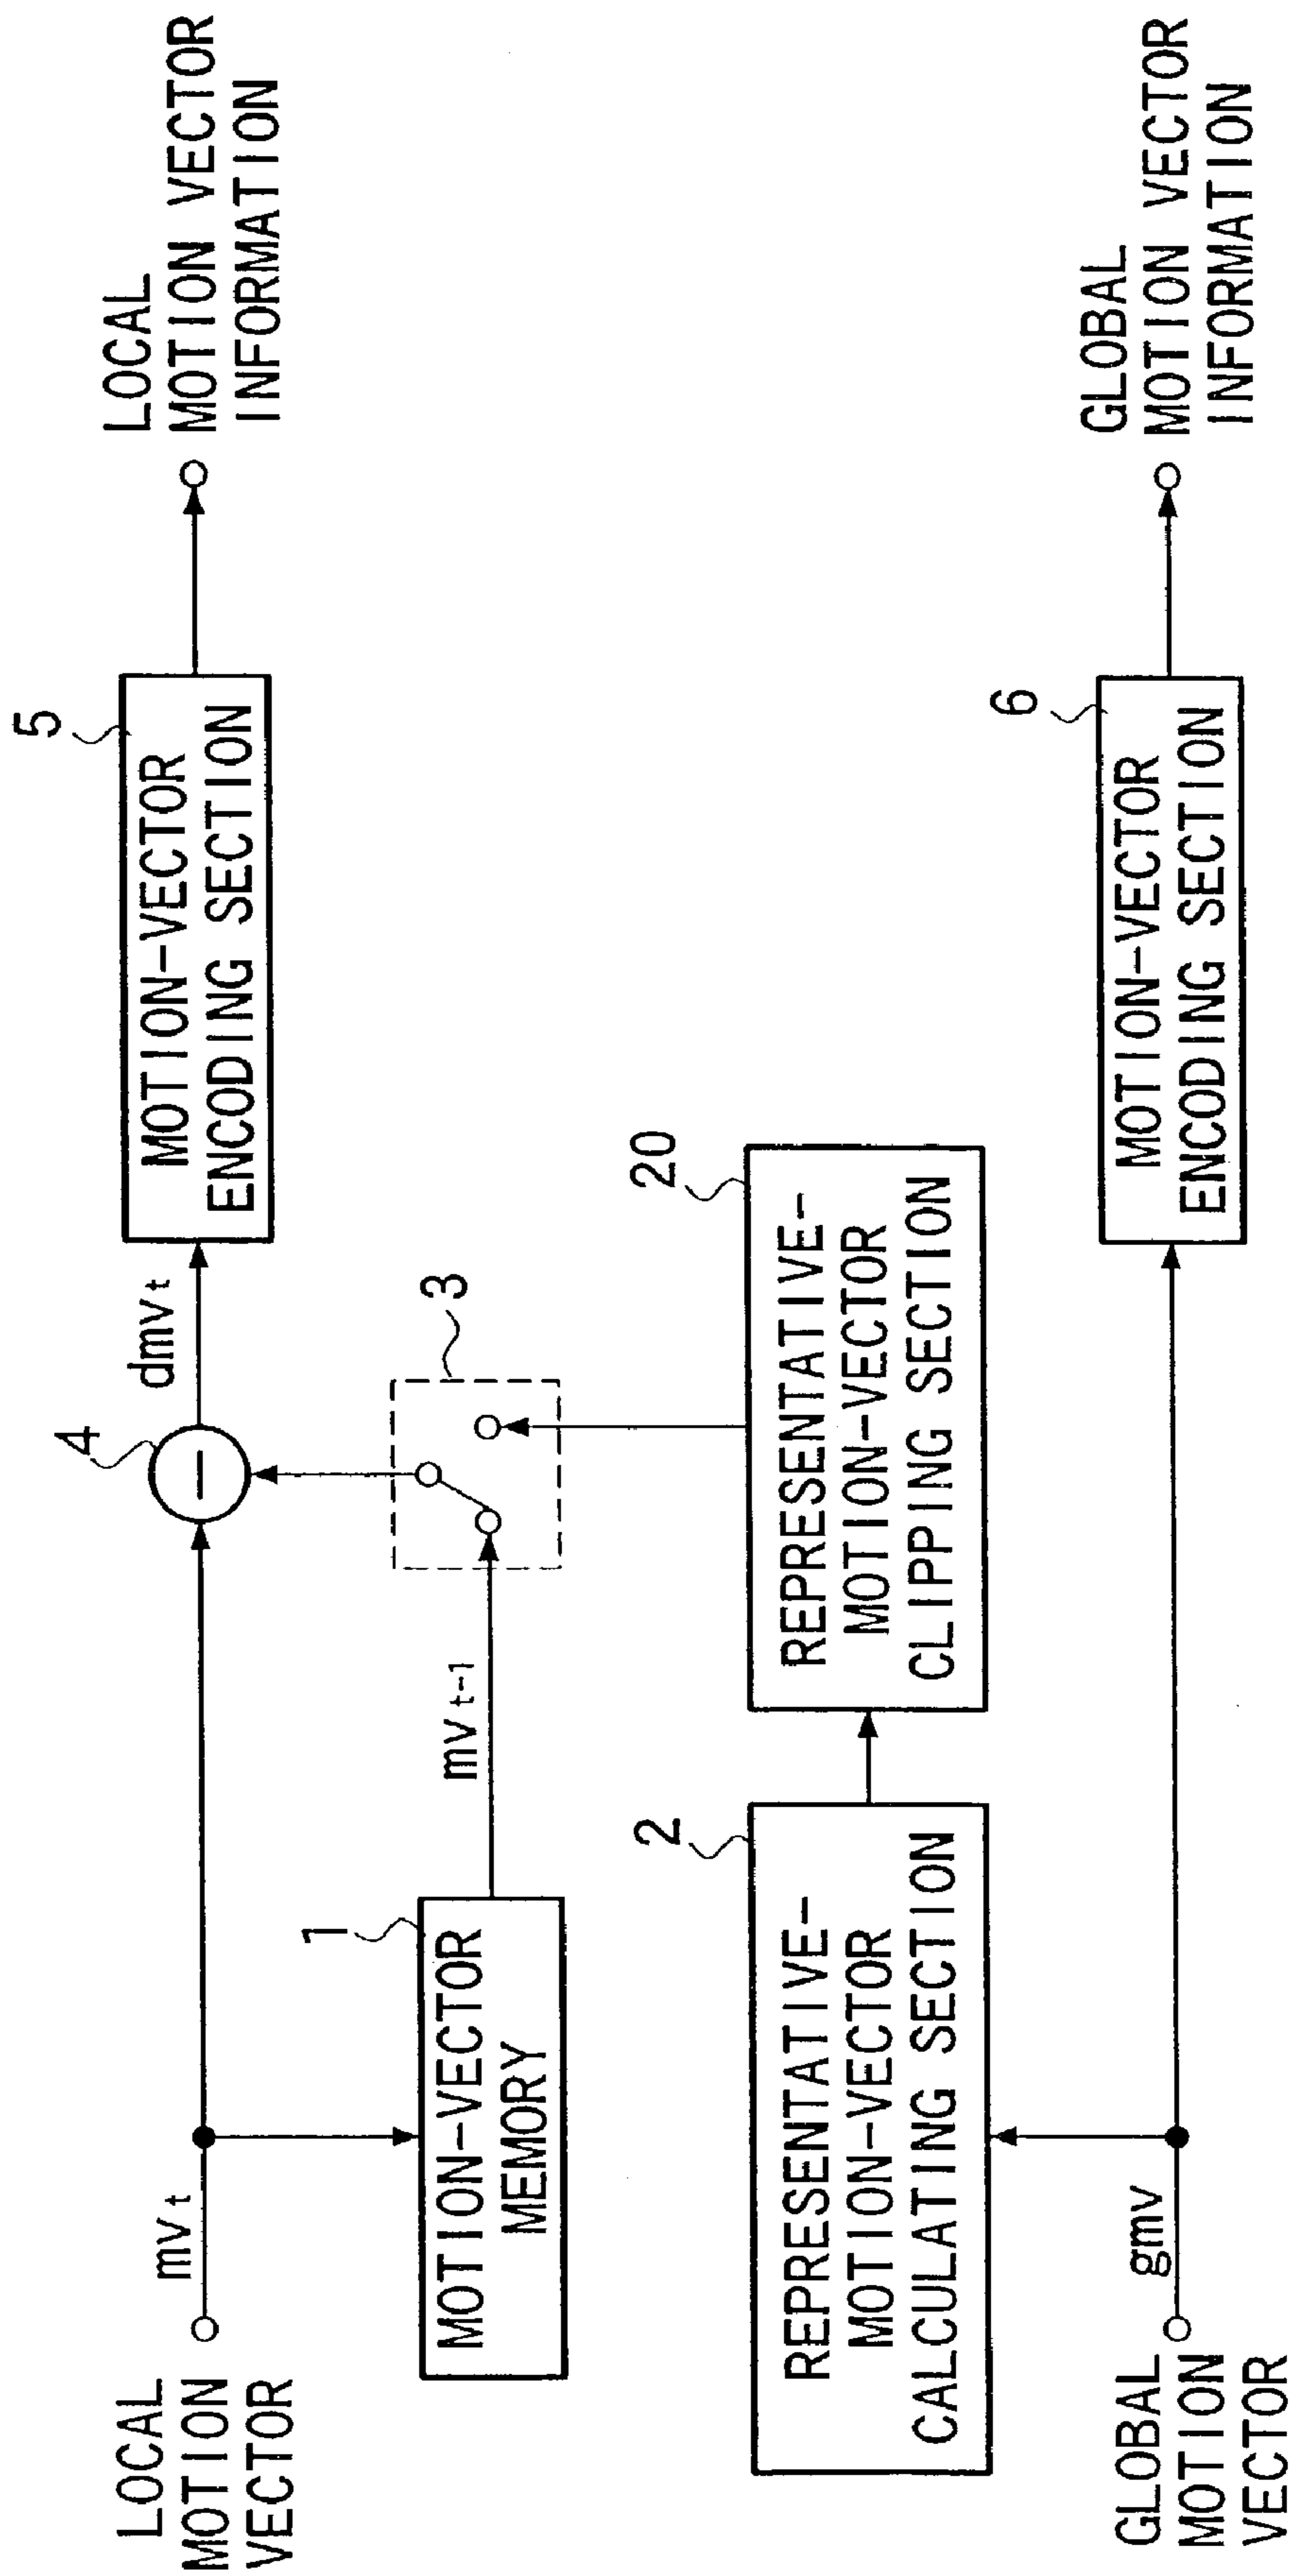 LOCAL
MOTION
VECTOR
mvt
1
MOTION-VECTOR
MEMORY
mvt-1
3
4
dmvt
5
MOTION-VECTOR
ENCODING SECTION
LOCAL
MOTION VECTOR
INFORMATION
2
REPRESENTATIVE-
MOTION-VECTOR
CALCULATING SECTION
20
REPRESENTATIVE-
MOTION-VECTOR
CLIPPING SECTION
GLOBAL
MOTION
VECTOR
gmv
6
MOTION-VECTOR
ENCODING SECTION
GLOBAL
MOTION VECTOR
INFORMATION